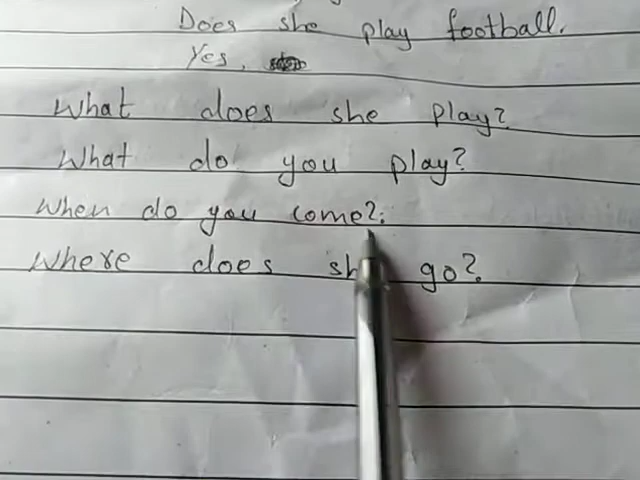 Does she play football.
Yes,
What does she play?
What do you play?
When do you come?.
Where does sh go?